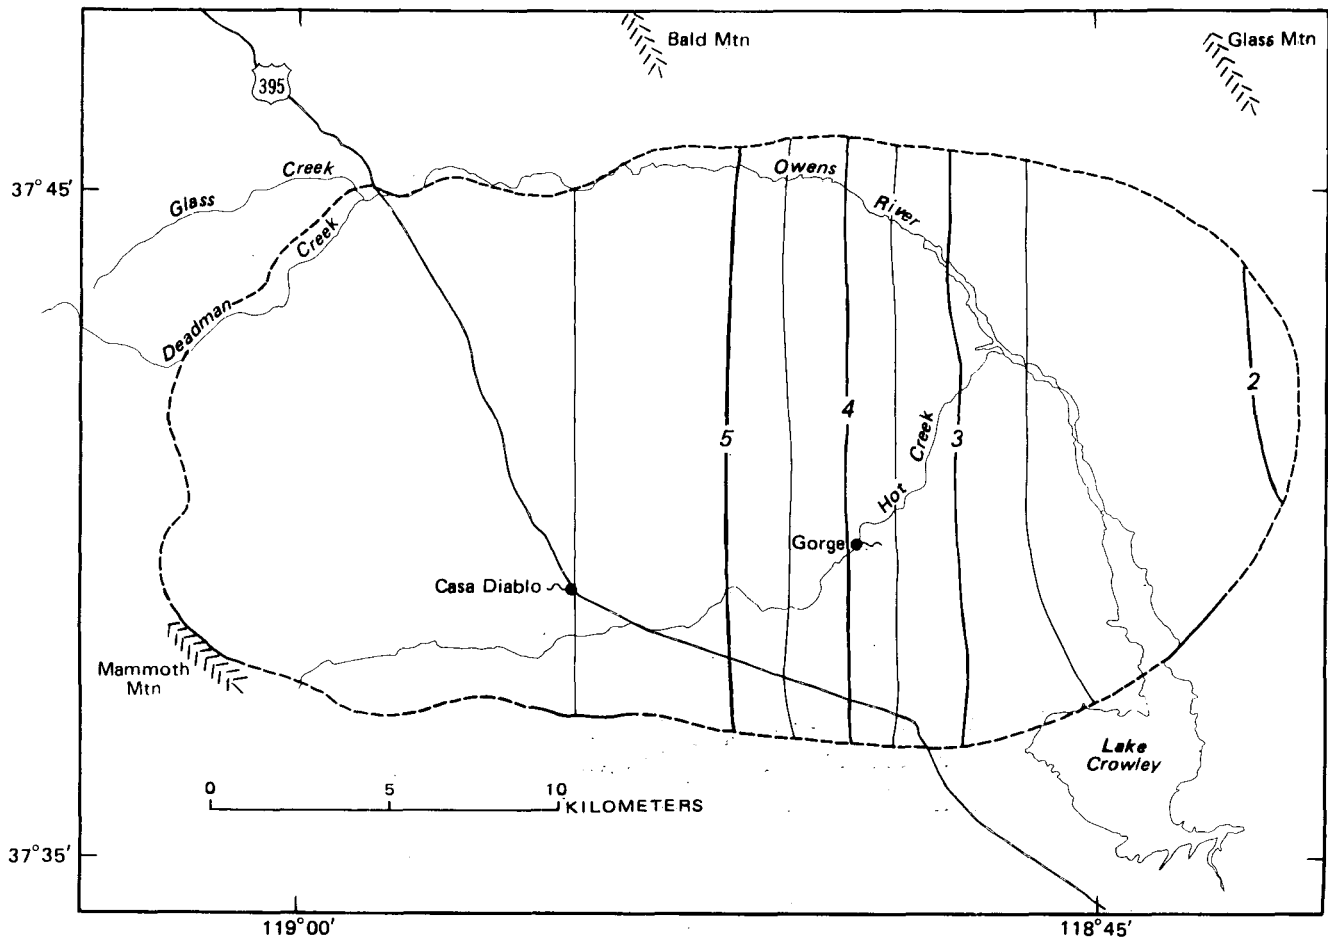 Bald Mtn
Glass Mtn
395
Creek
Glass
37°45'
Owens
River
Creek
Deadman
2
4
5
3
Creek
Hot
Gorge
Casa Diablo
Mammoth
Mtn
Lake
Crowley
0 5 10
KILOMETERS
37°35'
119°00' 118°45'